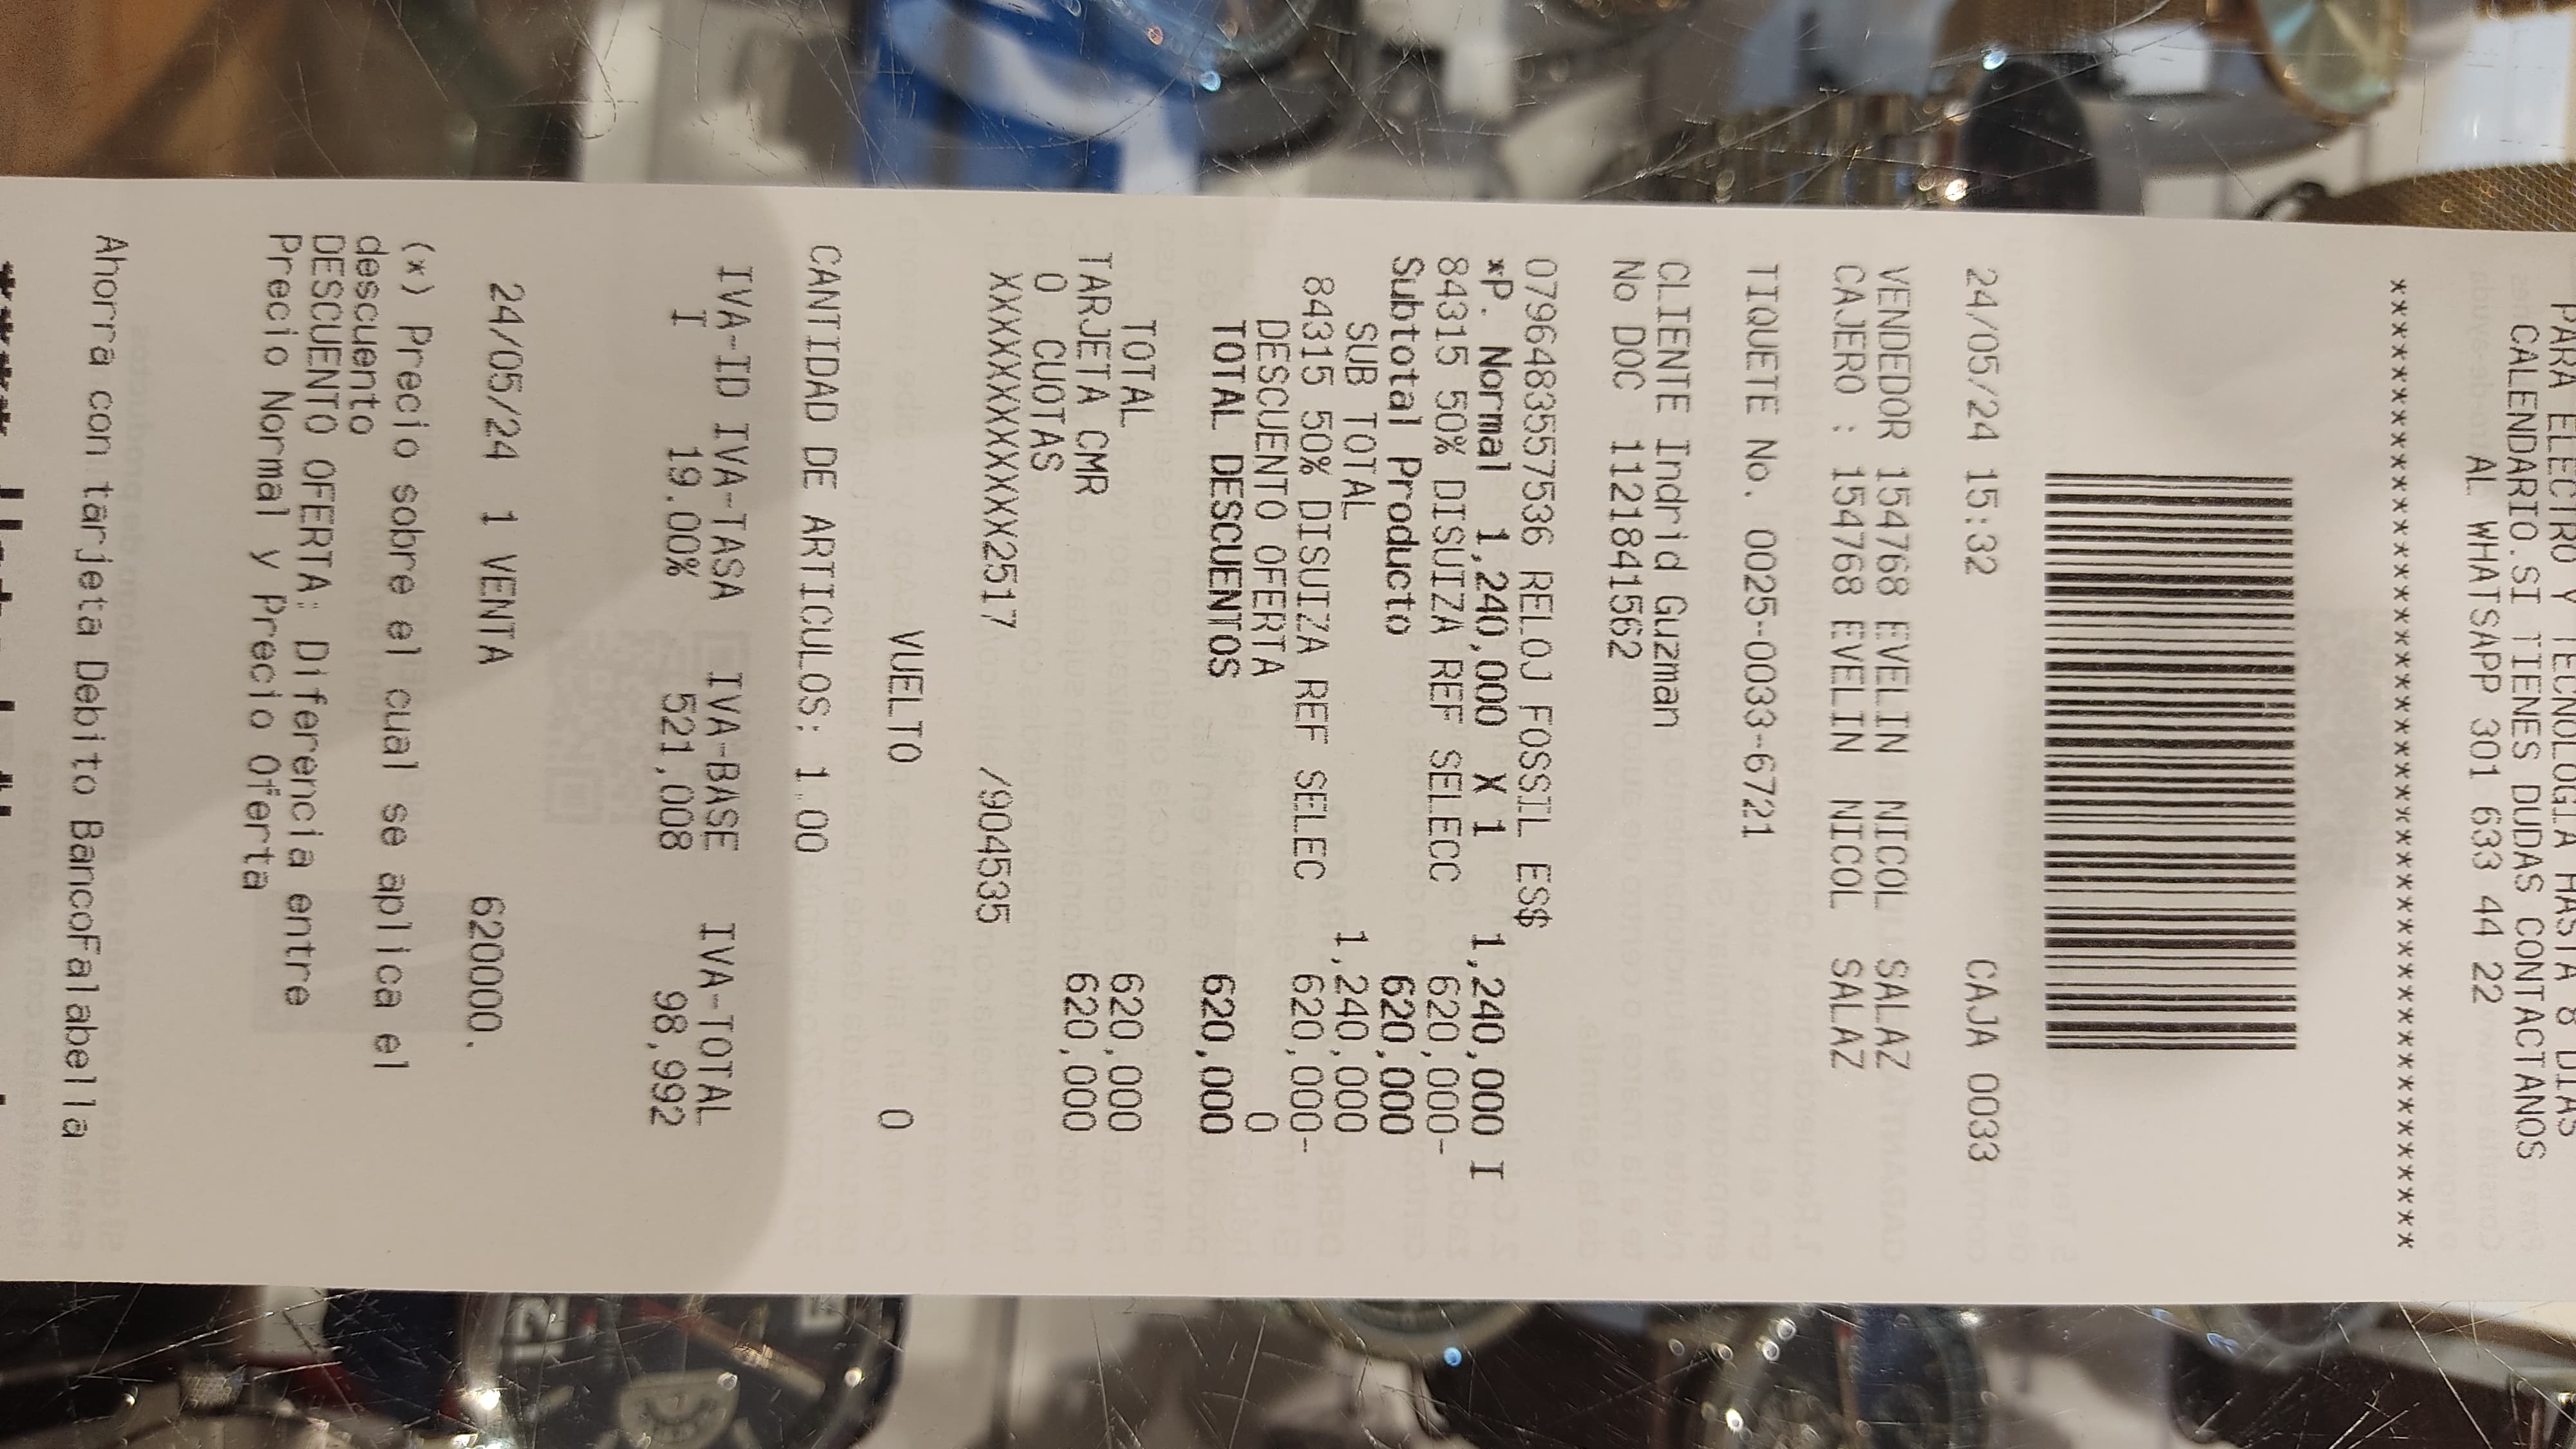 PARA ELECTRO Y TECNOLOGIA HASTA 8 DIAS
CALENDARIO.SI TIENES DUDAS CONTACTANOS
AL WHATSAPP 301 633 44 22
****************************************
24/05/24 15:32 CAJA 0033
VENDEDOR 154768 EVELIN NICOL SALAZ
CAJERO : 154768 EVELIN NICOL SALAZ
TIQUETE No. 0025-0033-6721
CLIENTE Indrid Guzman
No DOC 1121841562
0796483557536 RELOJ FOSSIL ES$
*P. Normal 1,240,000 X 1 1,240,000 I
84315 50% DISUIZA REF SELECC 620,000-
Subtotal Producto 620,000
SUB TOTAL 1,240,000
84315 50% DISUIZA REF SELEC 620,000-
DESCUENTO OFERTA 0
TOTAL DESCUENTOS 620,000
TOTAL 620,000
TARJETA CMR 620,000
0 CUOTAS
XXXXXXXXXXXX2517 /904535
VUELTO 0
CANTIDAD DE ARTICULOS: 1.00
IVA-ID IVA-TASA IVA-BASE IVA-TOTAL
I 19.00% 521,008 98,992
24/05/24 1 VENTA 620000.
(*) Precio sobre el cual se aplica el
descuento
DESCUENTO OFERTA: Diferencia entre
Precio Normal y Precio Oferta
Ahorra con tarjeta Debito BancoFalabella